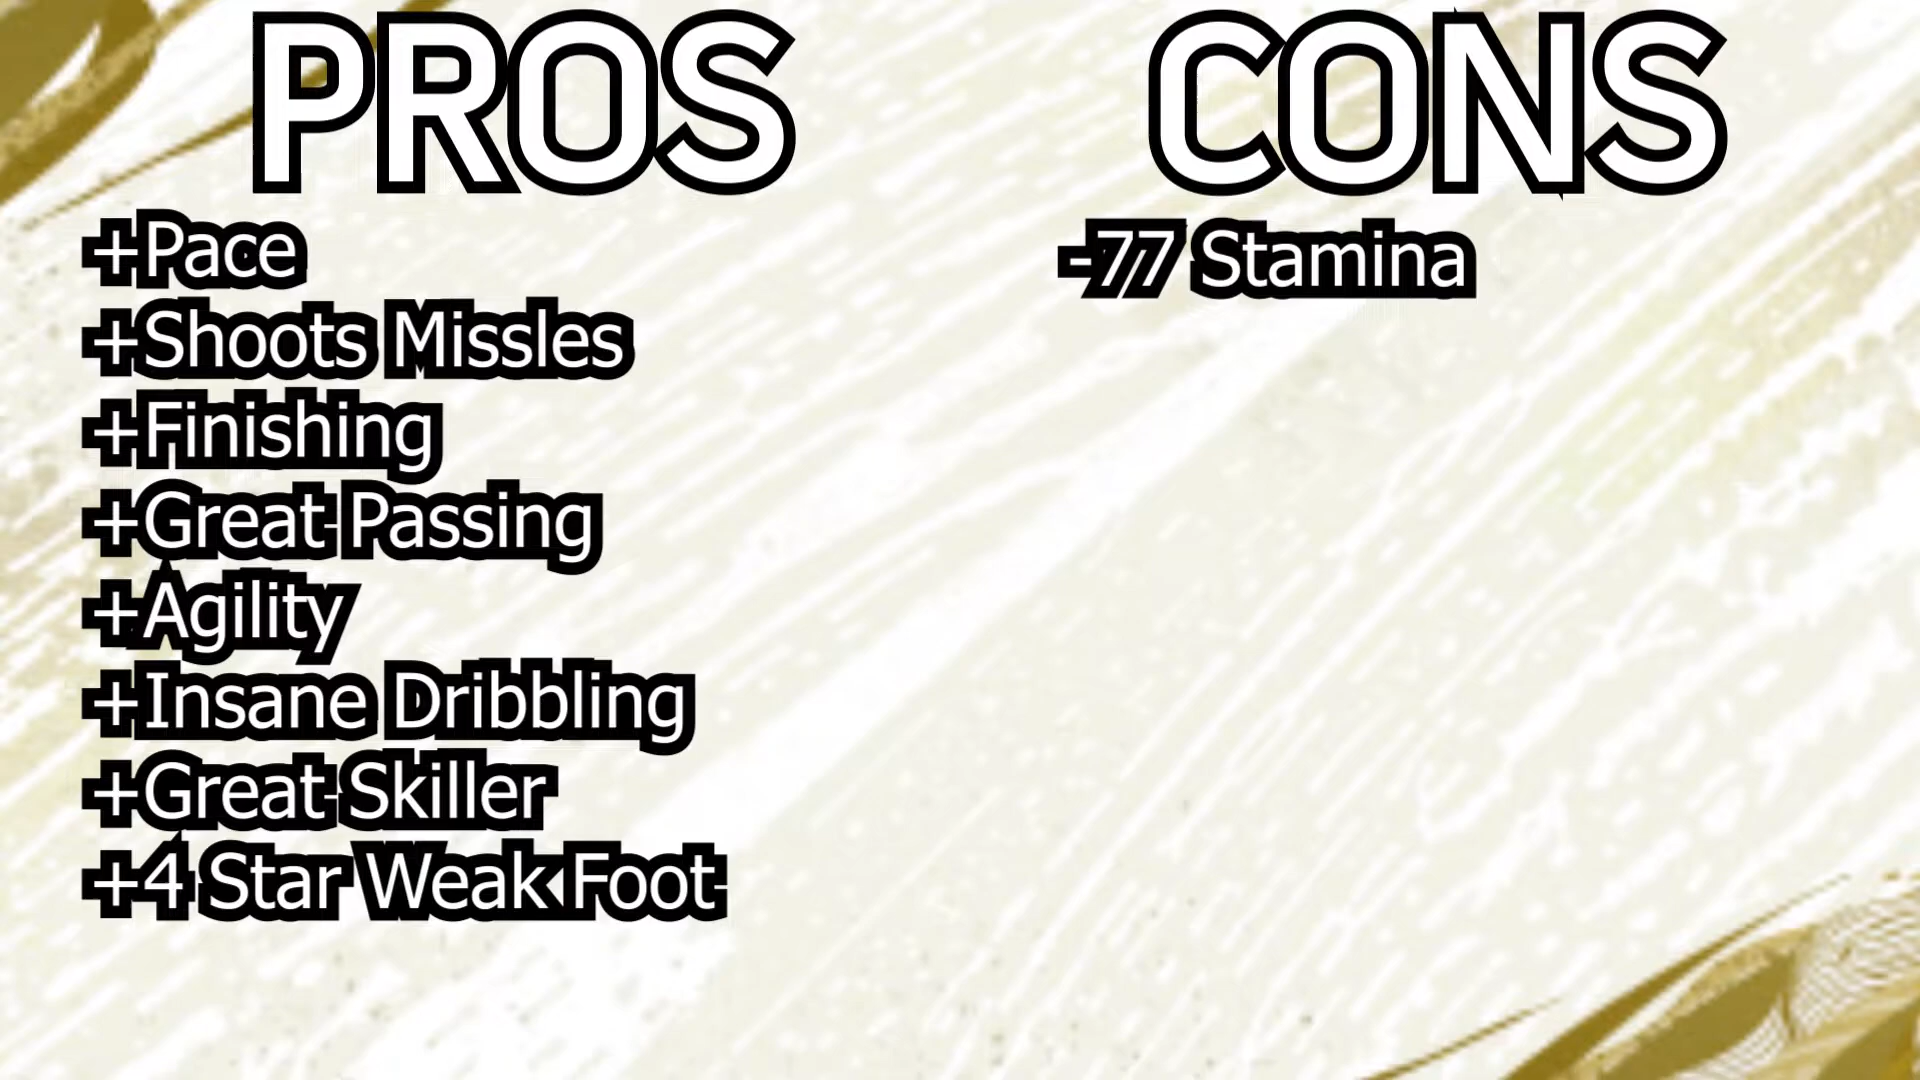 PROS
+Pace
+Shoots Missles
+Finishing
+Great Passing
+Agility
+Insane Dribbling
+Great Skiller
+4 Star Weak Foot
CONS
-77 Stamina